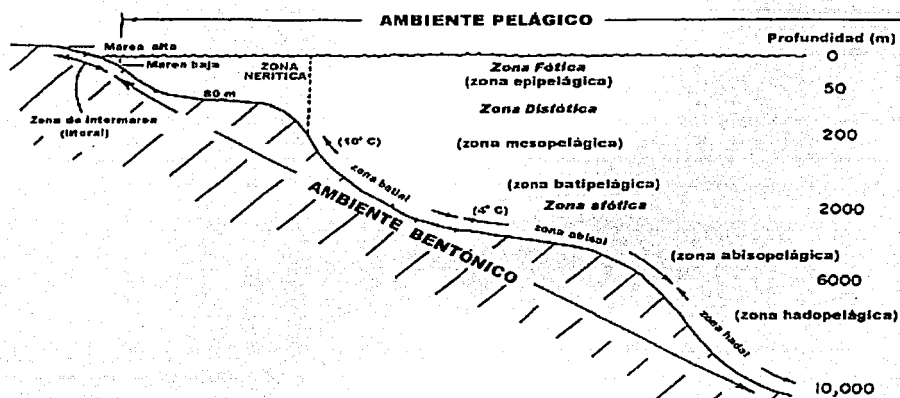 AMBIENTE PELÁGICO
Profundidad (m)
Marea alta
Marea baja
ZONA
NERITICA
Zona Fótica
(zona epipelágica)
0
50
80 m
Zona Disfótica
Zona de intermarea
(litoral)
200
(10° C)
(zona mesopelágica)
zona batial
(zona batipelágica)
AMBIENTE BENTÓNICO
(4° C)
Zona afótica
2000
zona abisal
(zona abisopelágica)
6000
(zona hadopelágica)
zona hadal
10,000